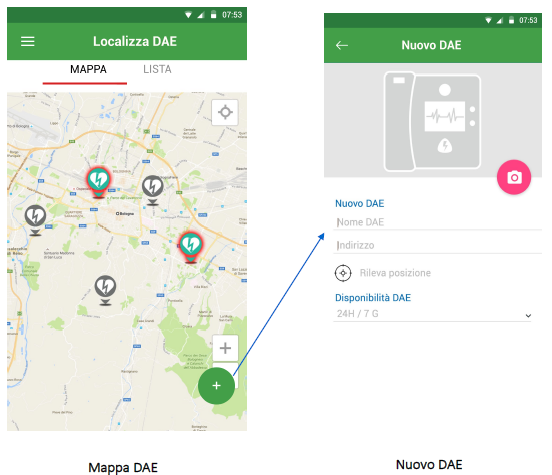 07:53
Localizza DAE
MAPPA
LISTA
Bologna
+
+
Mappa DAE
07:53
Nuovo DAE
Nuovo DAE
Nome DAE
Indirizzo
Rileva posizione
Disponibilità DAE
24H / 7 G
Nuovo DAE